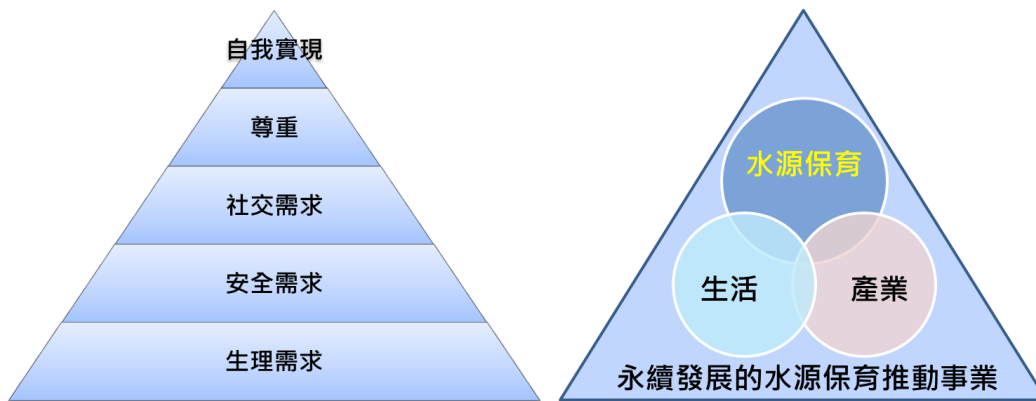 自我實現
尊重
社交需求
安全需求
生理需求
水源保育
生活
產業
永續發展的水源保育推動事業